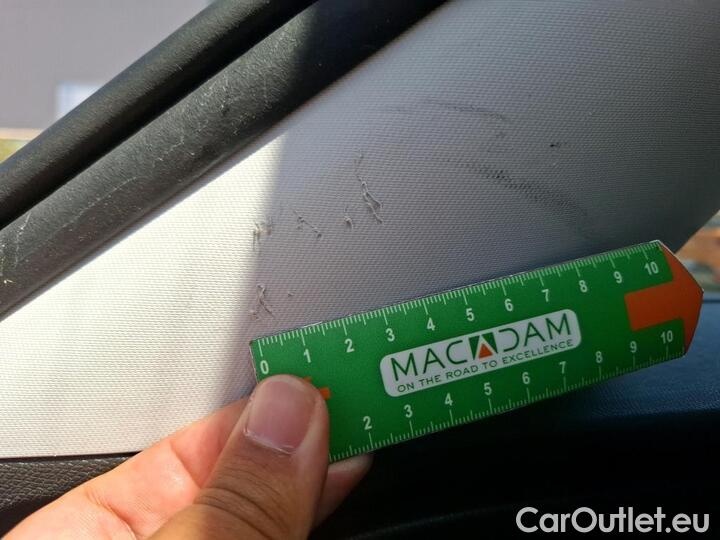 0 1 2 3 4 5 6 7 8 9 10
MACADAM
ON THE ROAD TO EXCELLENCE
2 3 4 5 6 7 8 9 10
CarOutlet.eu